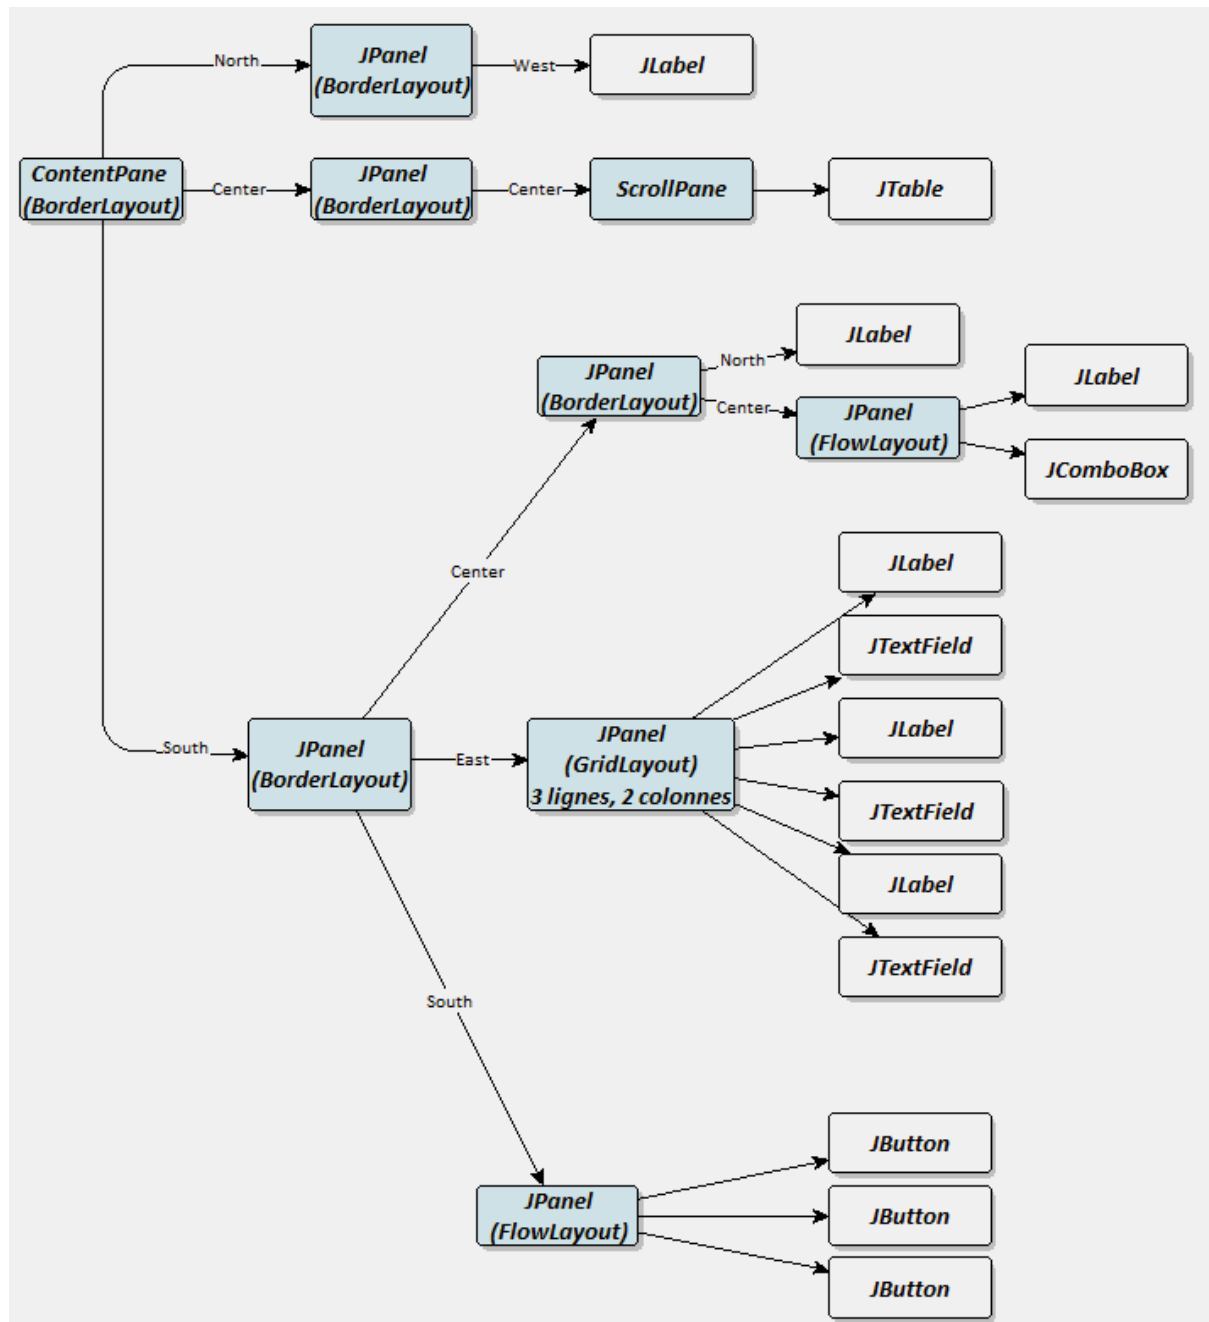 North
JPanel
(BorderLayout)
West
JLabel
ContentPane
(BorderLayout)
Center
JPanel
(BorderLayout)
Center
ScrollPane
JTable
JPanel
(BorderLayout)
North
JLabel
Center
JPanel
(FlowLayout)
JLabel
JComboBox
Center
South
JPanel
(BorderLayout)
East
JPanel
(GridLayout)
3 lignes, 2 colonnes
JLabel
JTextField
JLabel
JTextField
JLabel
JTextField
South
JPanel
(FlowLayout)
JButton
JButton
JButton